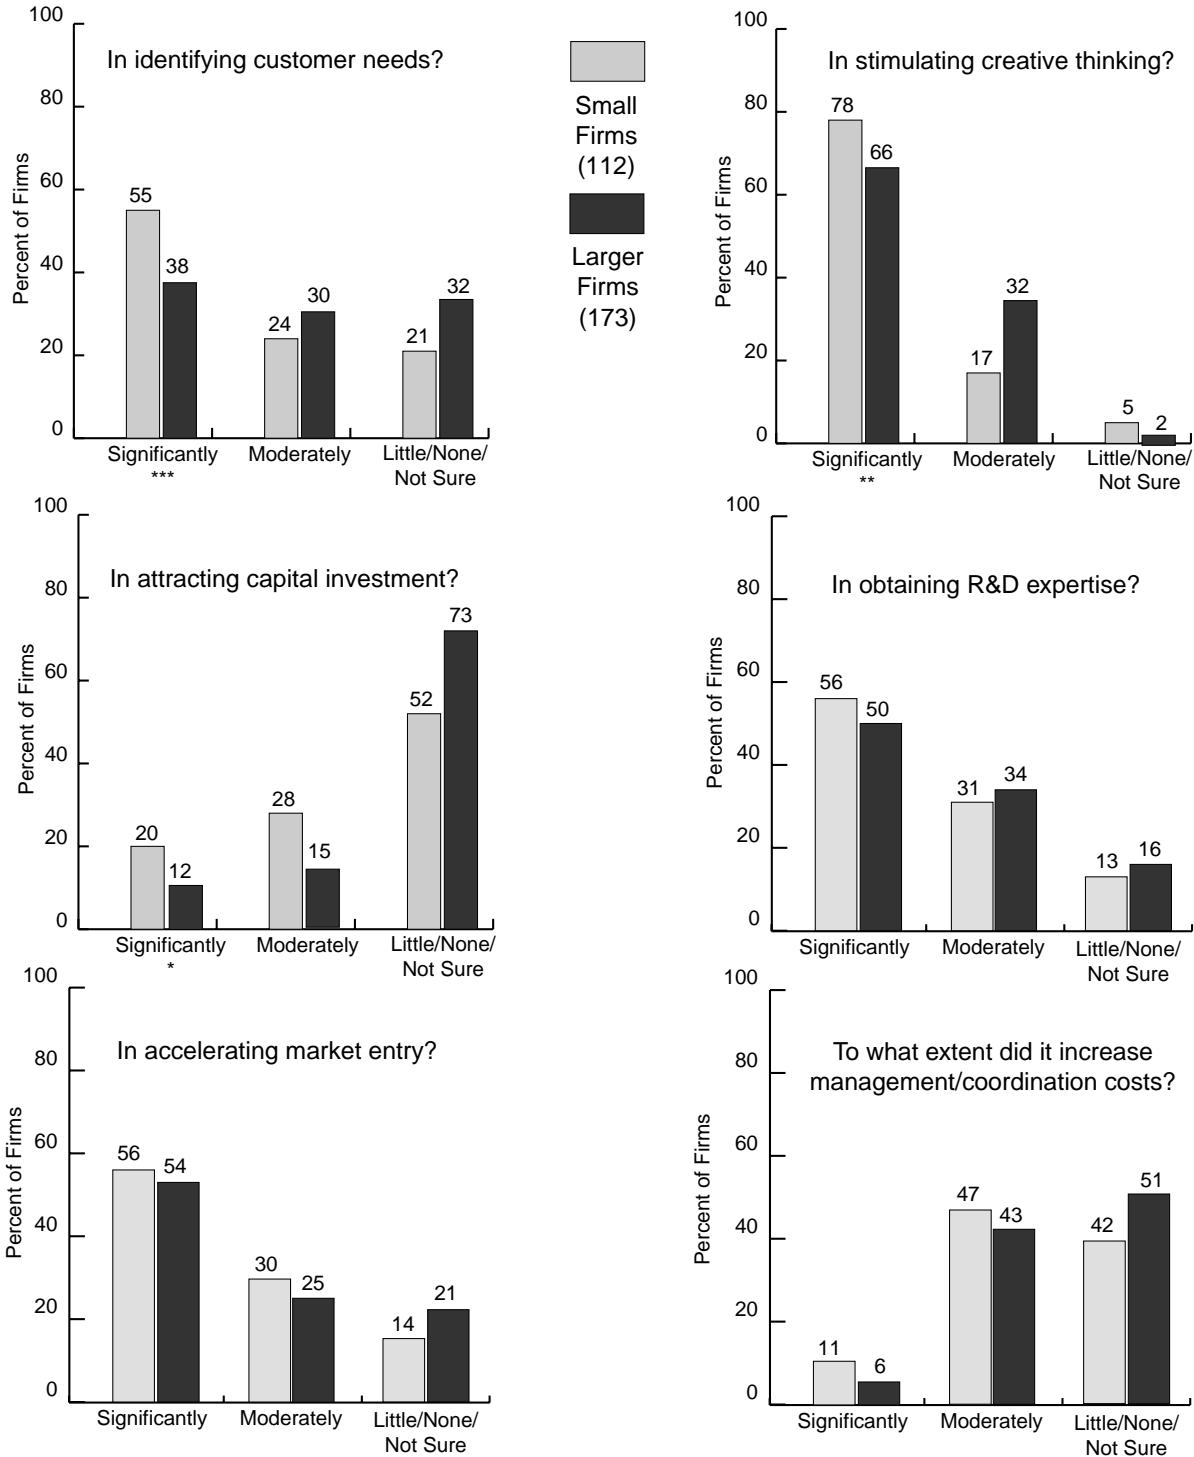 100
In identifying customer needs?
80
Percent of Firms
60
55
38
40
24
30
21
32
20
0
Significantly
***
Moderately
Little/None/
Not Sure
Small
Firms
(112)
Larger
Firms
(173)
100
In stimulating creative thinking?
80
78
66
Percent of Firms
60
40
17
32
20
5
2
0
Significantly
**
Moderately
Little/None/
Not Sure
100
In attracting capital investment?
80
Percent of Firms
60
52
73
40
28
15
20
20
12
0
Significantly
*
Moderately
Little/None/
Not Sure
100
In obtaining R&D expertise?
80
Percent of Firms
60
56
50
40
31
34
20
13
16
0
Significantly
Moderately
Little/None/
Not Sure
100
In accelerating market entry?
80
Percent of Firms
60
56
54
40
30
25
20
14
21
0
Significantly
Moderately
Little/None/
Not Sure
100
To what extent did it increase
management/coordination costs?
80
Percent of Firms
60
47
43
42
51
40
20
11
6
0
Significantly
Moderately
Little/None/
Not Sure